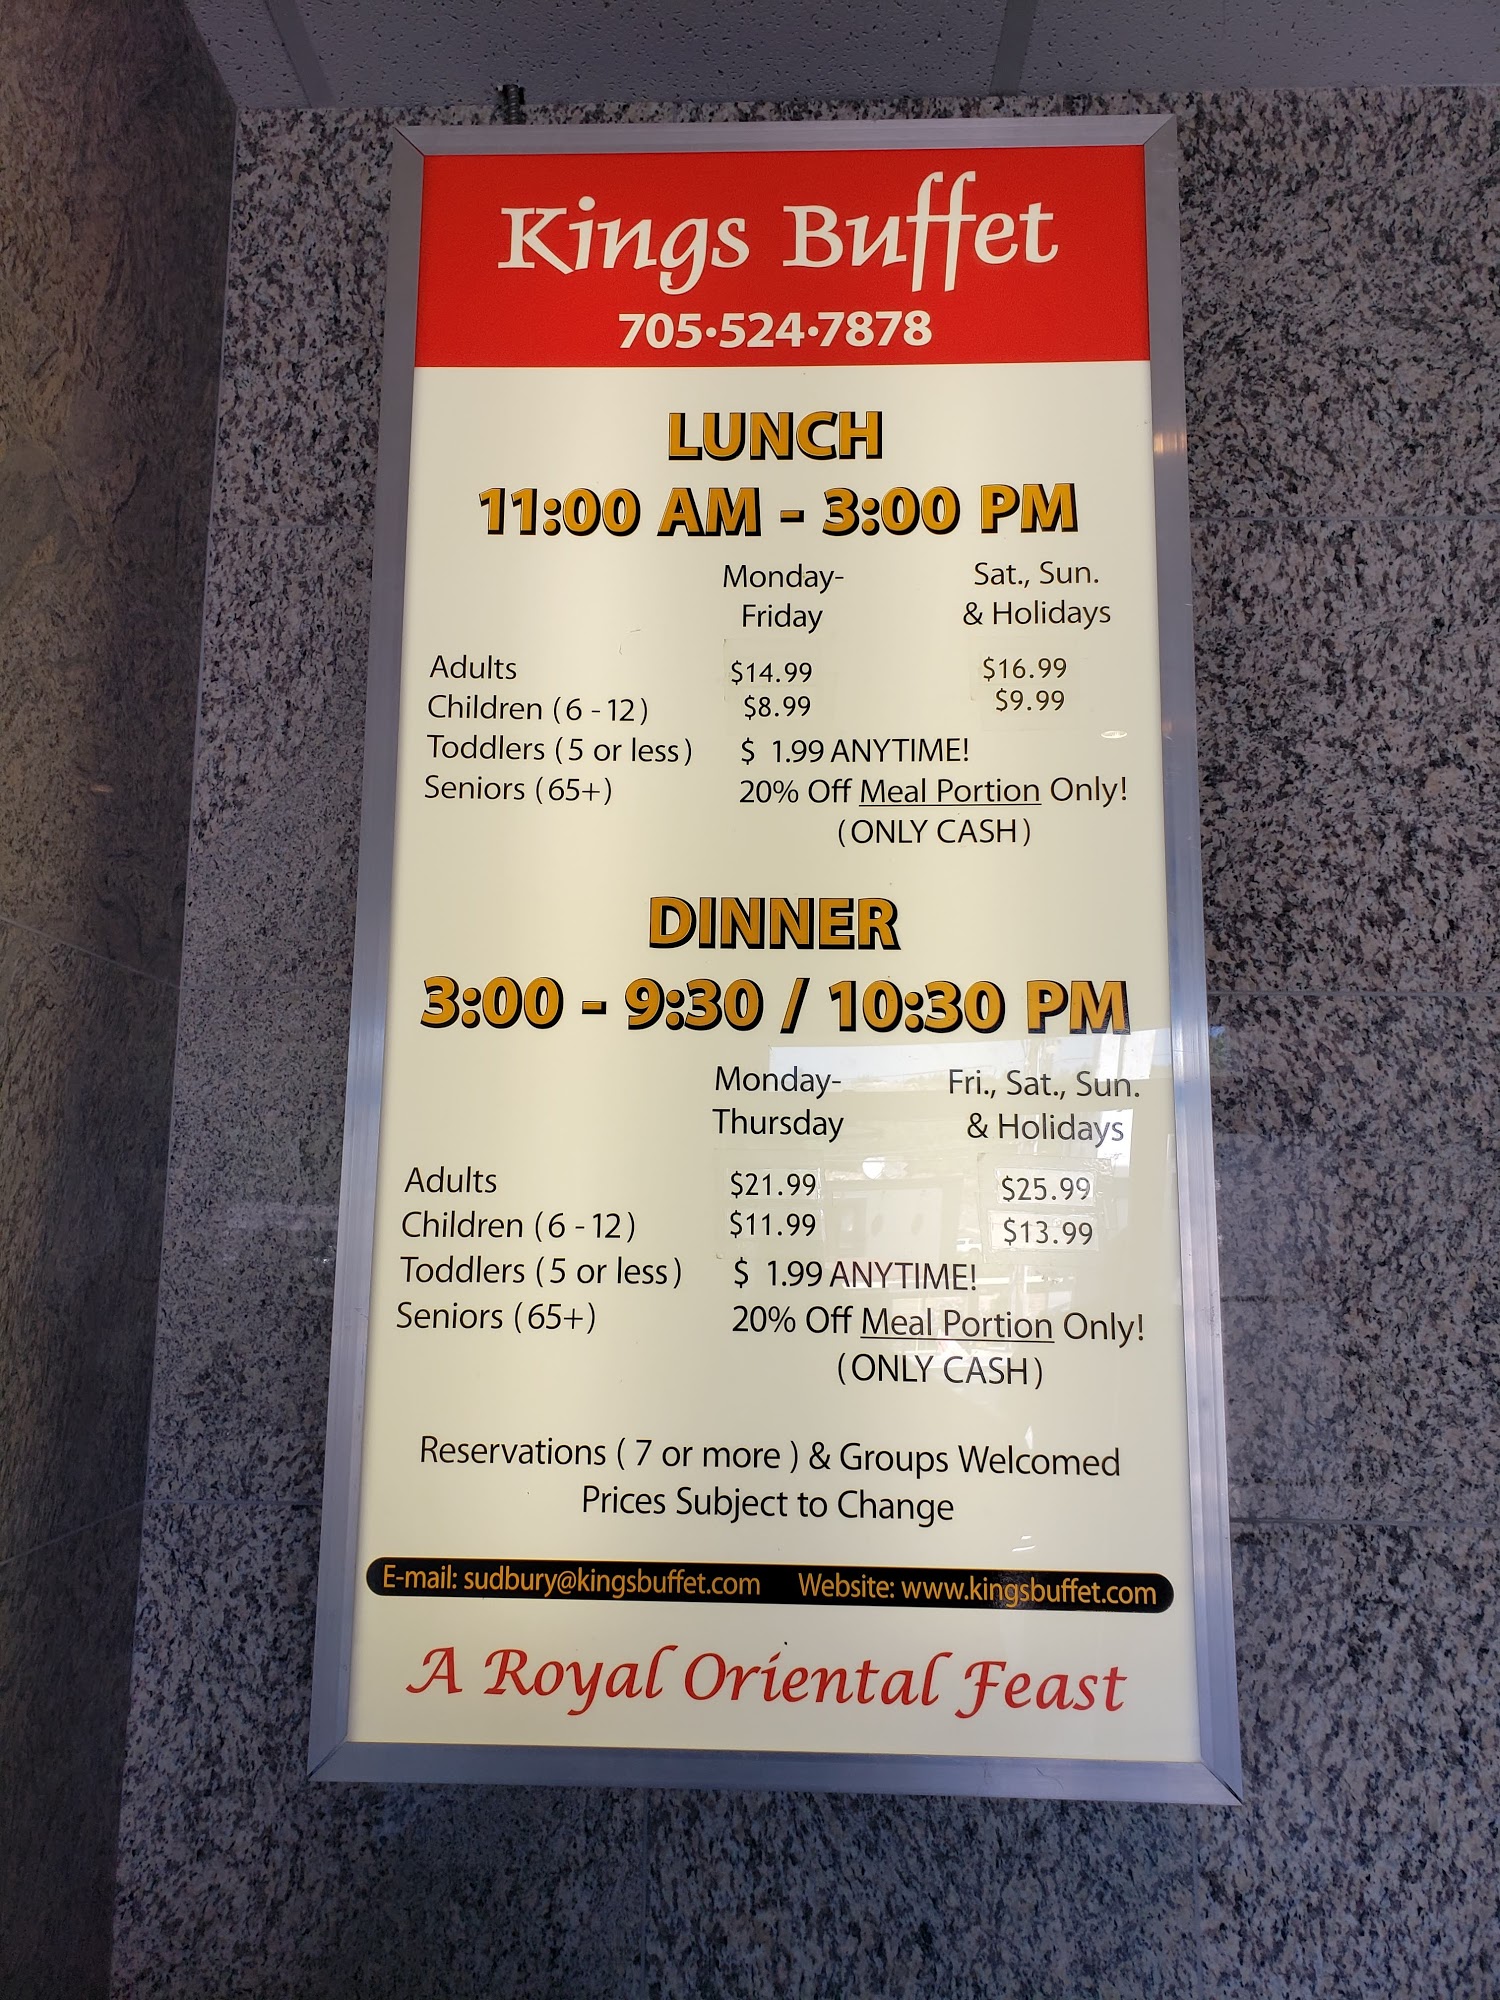 Kings Buffet
705·524·7878
LUNCH
11:00 AM - 3:00 PM
Monday- Sat., Sun.
Friday & Holidays
Adults $14.99 $16.99
Children (6 - 12) $8.99 $9.99
Toddlers (5 or less) $ 1.99 ANYTIME!
Seniors (65+) 20% Off Meal Portion Only!
(ONLY CASH)
DINNER
3:00 - 9:30 / 10:30 PM
Monday- Fri., Sat., Sun.
Thursday & Holidays
Adults $21.99 $25.99
Children (6 - 12) $11.99 $13.99
Toddlers (5 or less) $ 1.99 ANYTIME!
Seniors (65+) 20% Off Meal Portion Only!
(ONLY CASH)
Reservations ( 7 or more ) & Groups Welcomed
Prices Subject to Change
E-mail: sudbury@kingsbuffet.com Website: www.kingsbuffet.com
A Royal Oriental Feast